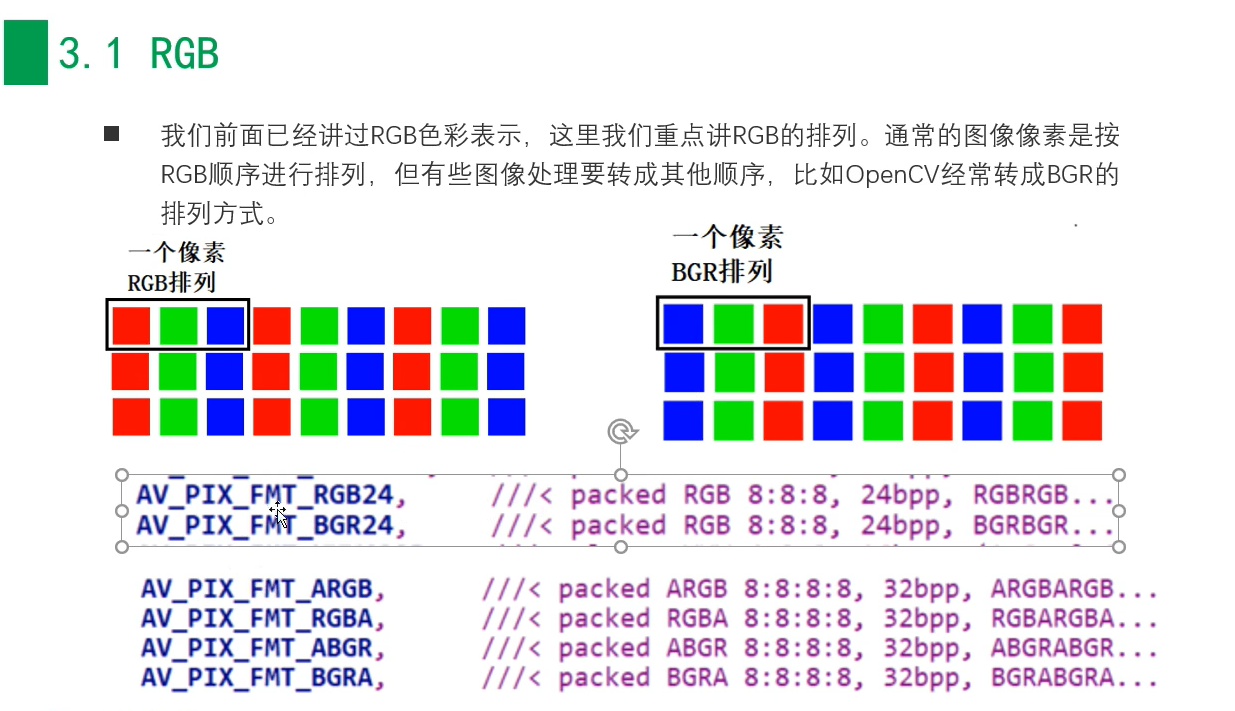 3.1 RGB
我们前面已经讲过RGB色彩表示，这里我们重点讲RGB的排列。通常的图像像素是按
RGB顺序进行排列，但有些图像处理要转成其他顺序，比如OpenCV经常转成BGR的
排列方式。
一个像素
RGB排列
一个像素
BGR排列
AV_PIX_FMT_RGB24, ///< packed RGB 8:8:8, 24bpp, RGBRGB...
AV_PIX_FMT_BGR24, ///< packed RGB 8:8:8, 24bpp, BGRBGR...
AV_PIX_FMT_ARGB, ///< packed ARGB 8:8:8:8, 32bpp, ARGBARGB...
AV_PIX_FMT_RGBA, ///< packed RGBA 8:8:8:8, 32bpp, RGBARGBA...
AV_PIX_FMT_ABGR, ///< packed ABGR 8:8:8:8, 32bpp, ABGRABGR...
AV_PIX_FMT_BGRA, ///< packed BGRA 8:8:8:8, 32bpp, BGRABGRA...